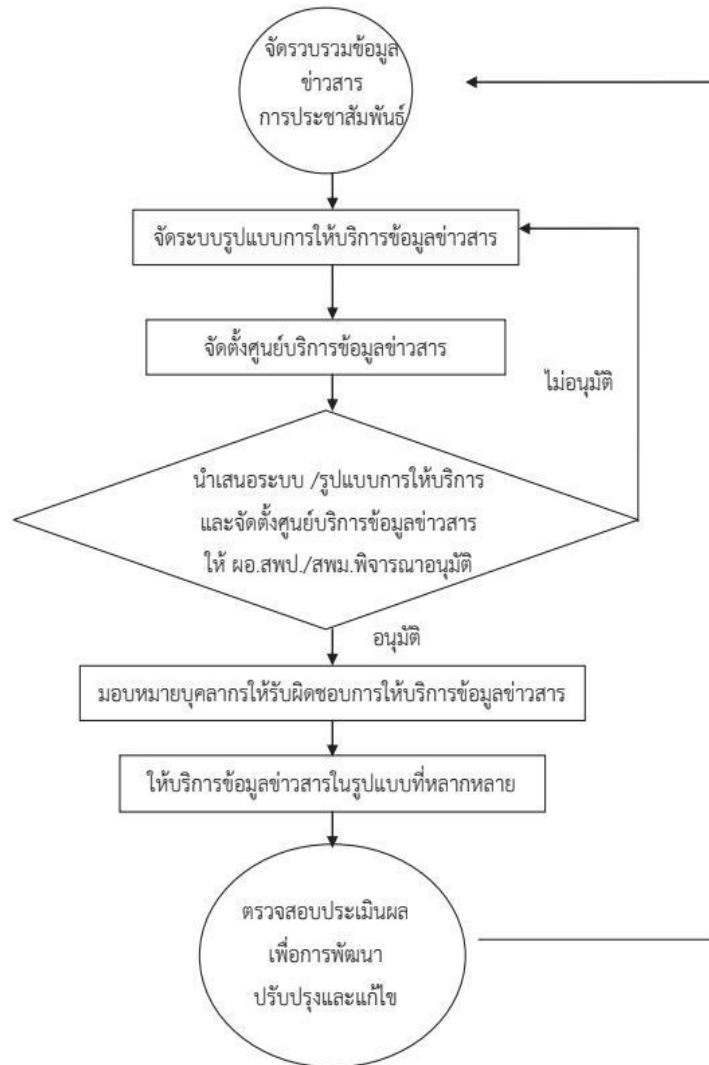 จัดรวบรวมข้อมูล
ข่าวสาร
การประชาสัมพันธ์
จัดระบบรูปแบบการให้บริการข้อมูลข่าวสาร
จัดตั้งศูนย์บริการข้อมูลข่าวสาร
ไม่อนุมัติ
นำเสนอระบบ /รูปแบบการให้บริการ
และจัดตั้งศูนย์บริการข้อมูลข่าวสาร
ให้ ผอ.สพป./สพม.พิจารณาอนุมัติ
อนุมัติ
มอบหมายบุคลากรให้รับผิดชอบการให้บริการข้อมูลข่าวสาร
ให้บริการข้อมูลข่าวสารในรูปแบบที่หลากหลาย
ตรวจสอบประเมินผล
เพื่อการพัฒนา
ปรับปรุงและแก้ไข